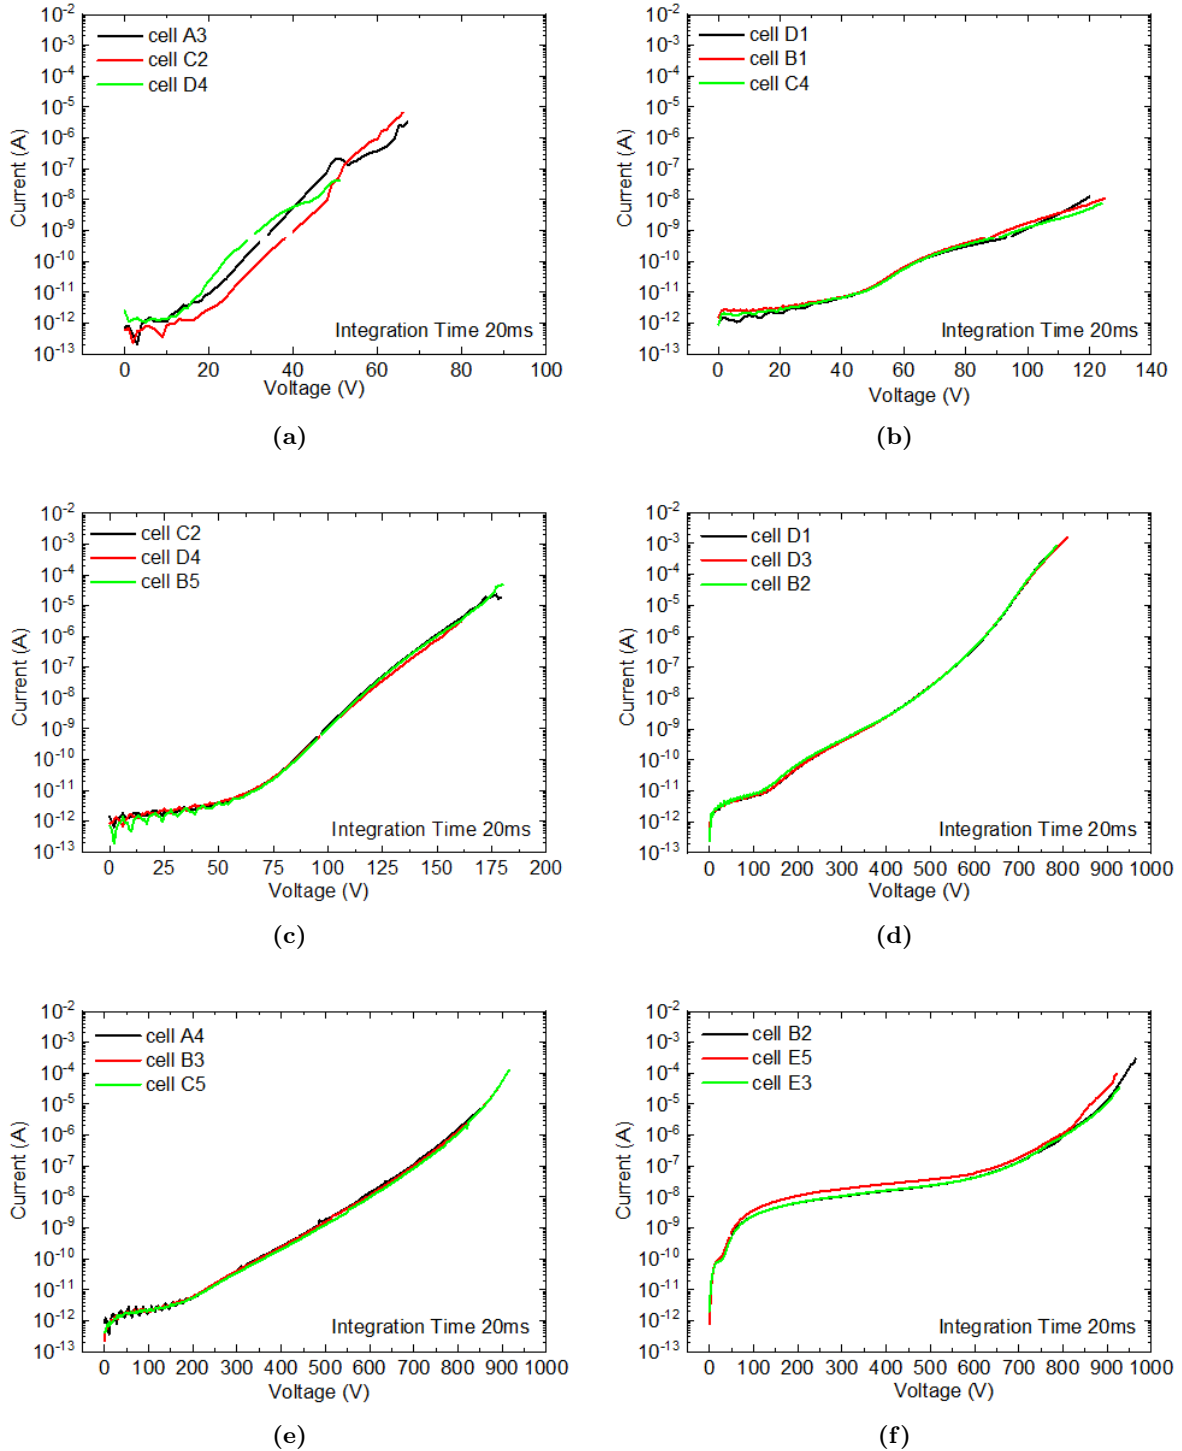 10^-2
10^-3
10^-4
10^-5
10^-6
10^-7
10^-8
10^-9
10^-10
10^-11
10^-12
10^-13
Current (A)
cell A3
cell C2
cell D4
Integration Time 20ms
0 20 40 60 80 100
Voltage (V)
(a)
10^-2
10^-3
10^-4
10^-5
10^-6
10^-7
10^-8
10^-9
10^-10
10^-11
10^-12
10^-13
Current (A)
cell D1
cell B1
cell C4
Integration Time 20ms
0 20 40 60 80 100 120 140
Voltage (V)
(b)
10^-2
10^-3
10^-4
10^-5
10^-6
10^-7
10^-8
10^-9
10^-10
10^-11
10^-12
10^-13
Current (A)
cell C2
cell D4
cell B5
Integration Time 20ms
0 25 50 75 100 125 150 175 200
Voltage (V)
(c)
10^-2
10^-3
10^-4
10^-5
10^-6
10^-7
10^-8
10^-9
10^-10
10^-11
10^-12
10^-13
Current (A)
cell D1
cell D3
cell B2
Integration Time 20ms
0 100 200 300 400 500 600 700 800 900 1000
Voltage (V)
(d)
10^-2
10^-3
10^-4
10^-5
10^-6
10^-7
10^-8
10^-9
10^-10
10^-11
10^-12
10^-13
Current (A)
cell A4
cell B3
cell C5
Integration Time 20ms
0 100 200 300 400 500 600 700 800 900 1000
Voltage (V)
(e)
10^-2
10^-3
10^-4
10^-5
10^-6
10^-7
10^-8
10^-9
10^-10
10^-11
10^-12
10^-13
Current (A)
cell B2
cell E5
cell E3
Integration Time 20ms
0 100 200 300 400 500 600 700 800 900 1000
Voltage (V)
(f)